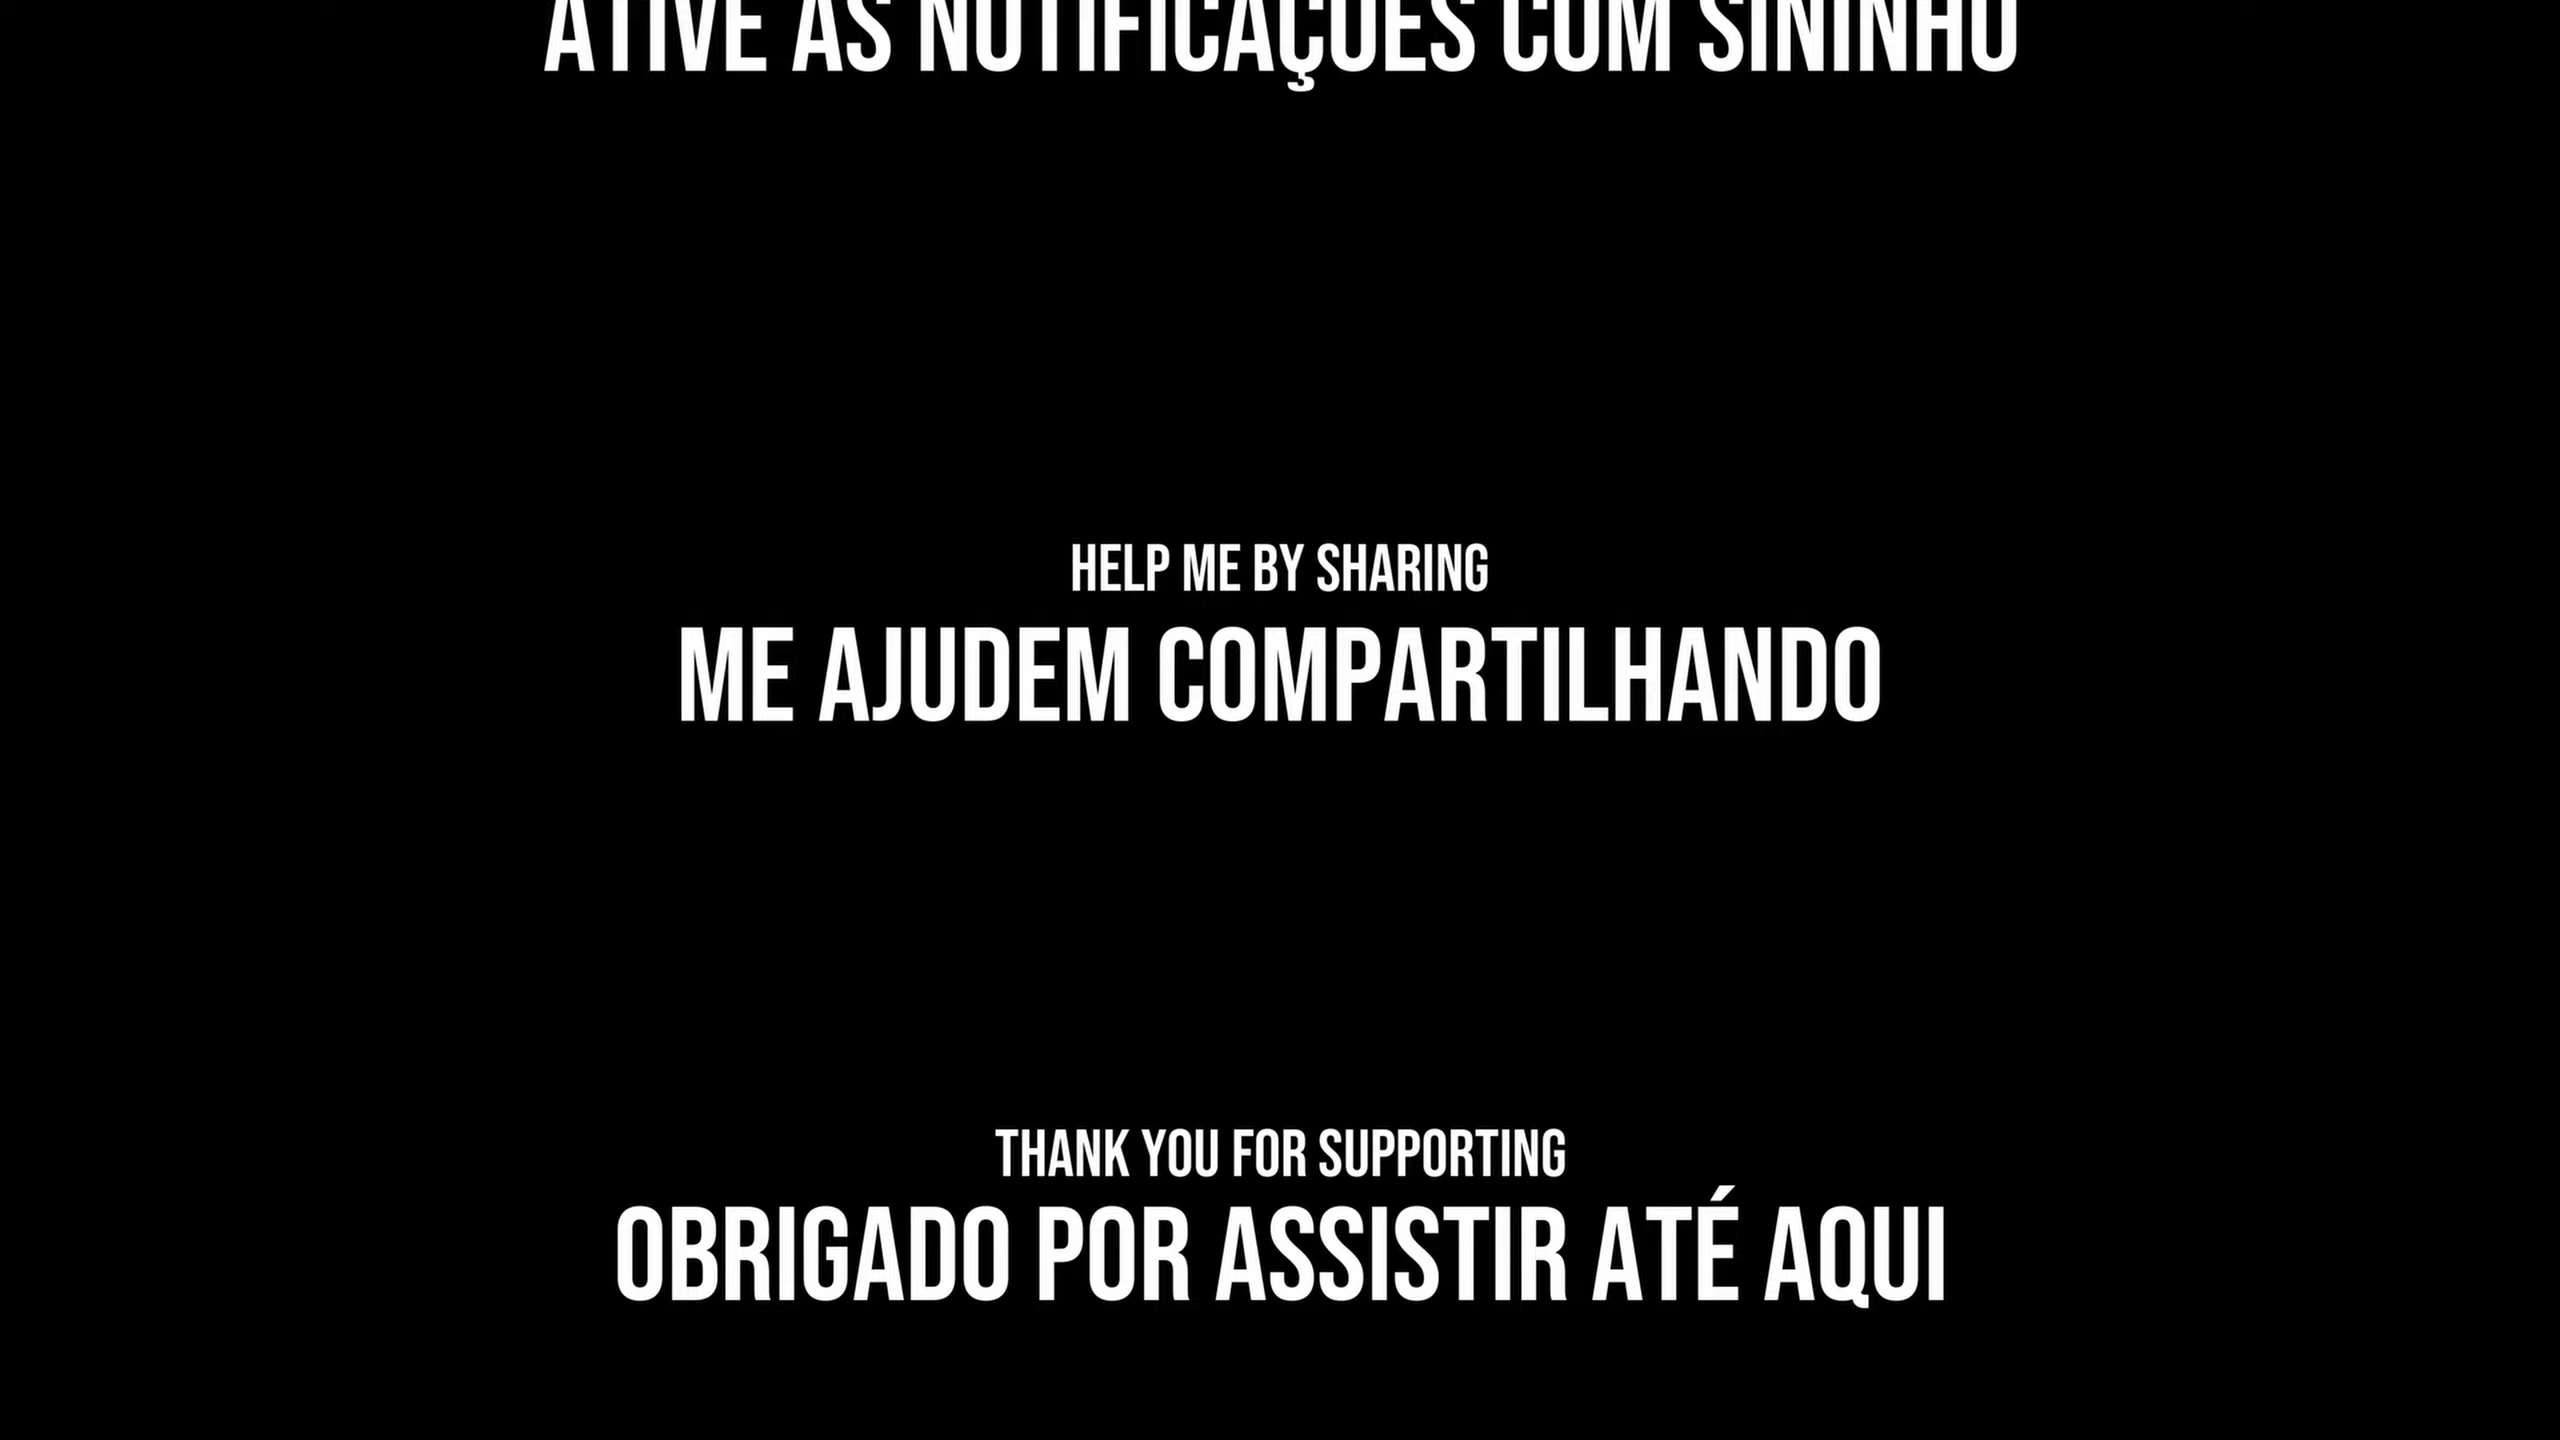 ATIVE AS NOTIFICAÇÕES COM SININHO
HELP ME BY SHARING
ME AJUDEM COMPARTILHANDO
THANK YOU FOR SUPPORTING
OBRIGADO POR ASSISTIR ATÉ AQUI